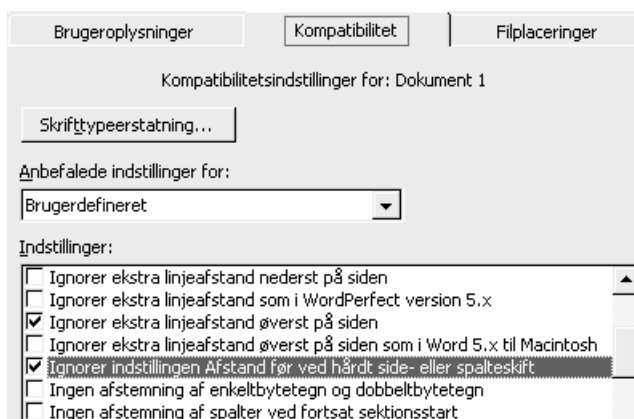 Brugeroplysninger Kompatibilitet Filplaceringer
Kompatibilitetsindstillinger for: Dokument 1
Skrifttypeerstatning...
Anbefalede indstillinger for:
Brugerdefineret
Indstillinger:
Ignorer ekstra linjeafstand nederst på siden
Ignorer ekstra linjeafstand som i WordPerfect version 5.x
Ignorer ekstra linjeafstand øverst på siden
Ignorer ekstra linjeafstand øverst på siden som i Word 5.x til Macintosh
Ignorer indstillingen Afstand før ved hårdt side- eller spalteskift
Ingen afstemning af enkeltbytetegn og dobbeltbytetegn
Ingen afstemning af spalter ved fortsat sektionsstart